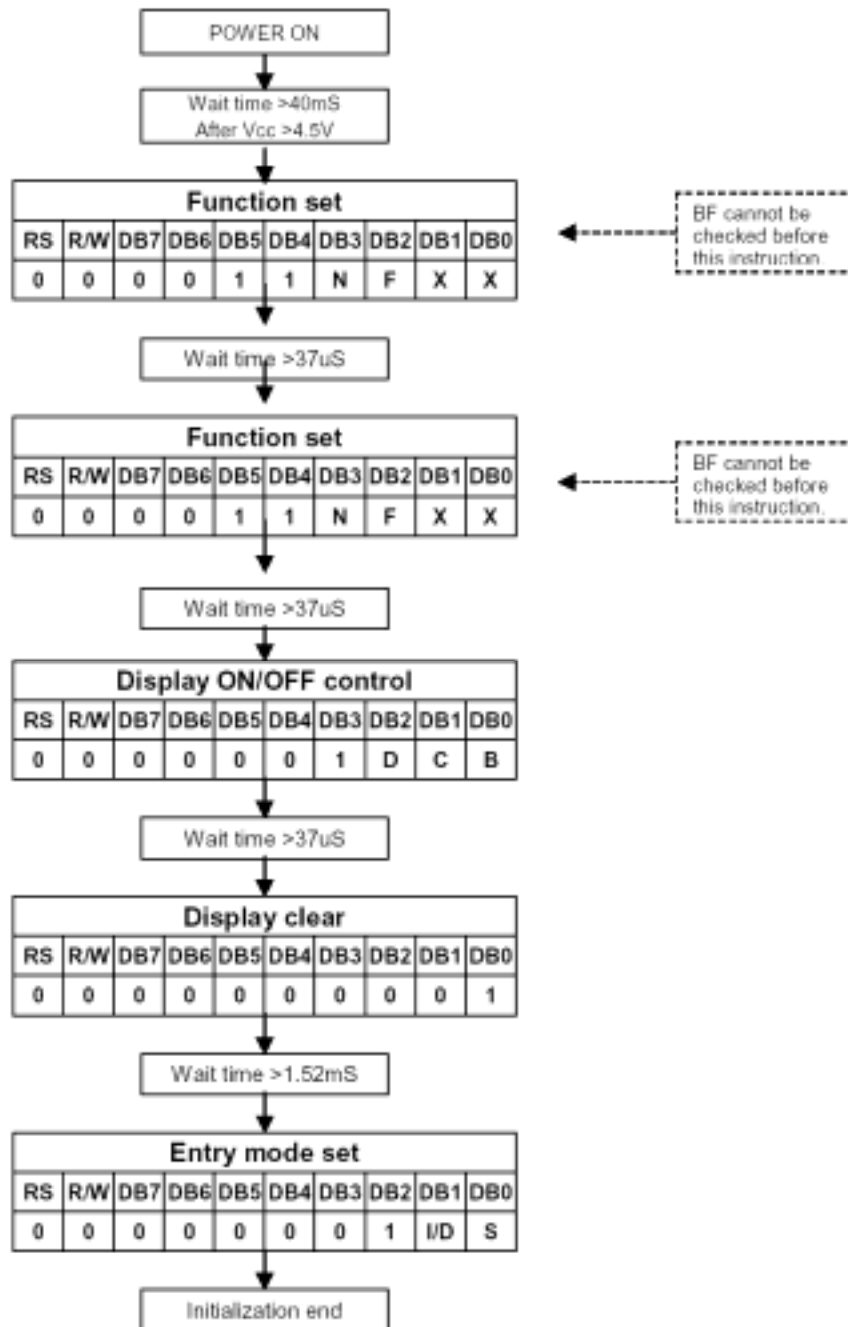 POWER ON
Wait time >40mS
After Vcc >4.5V
Function set
RS R/W DB7 DB6 DB5 DB4 DB3 DB2 DB1 DB0
0 0 0 0 1 1 N F X X
BF cannot be
checked before
this instruction.
Wait time >37uS
Function set
RS R/W DB7 DB6 DB5 DB4 DB3 DB2 DB1 DB0
0 0 0 0 1 1 N F X X
BF cannot be
checked before
this instruction.
Wait time >37uS
Display ON/OFF control
RS R/W DB7 DB6 DB5 DB4 DB3 DB2 DB1 DB0
0 0 0 0 0 0 1 D C B
Wait time >37uS
Display clear
RS R/W DB7 DB6 DB5 DB4 DB3 DB2 DB1 DB0
0 0 0 0 0 0 0 0 0 1
Wait time >1.52mS
Entry mode set
RS R/W DB7 DB6 DB5 DB4 DB3 DB2 DB1 DB0
0 0 0 0 0 0 0 1 I/D S
Initialization end